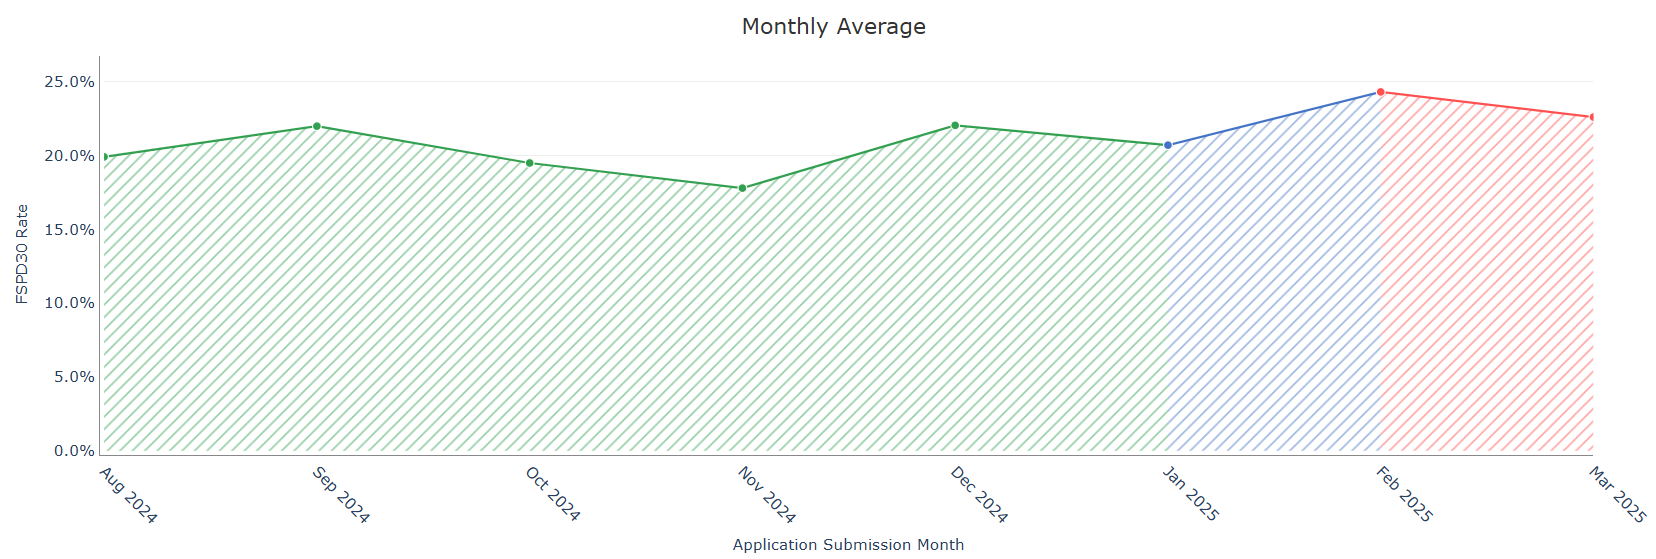 Monthly Average
25.0%
20.0%
15.0%
10.0%
5.0%
0.0%
FSPD30 Rate
Aug 2024
Sep 2024
Oct 2024
Nov 2024
Dec 2024
Jan 2025
Feb 2025
Mar 2025
Application Submission Month